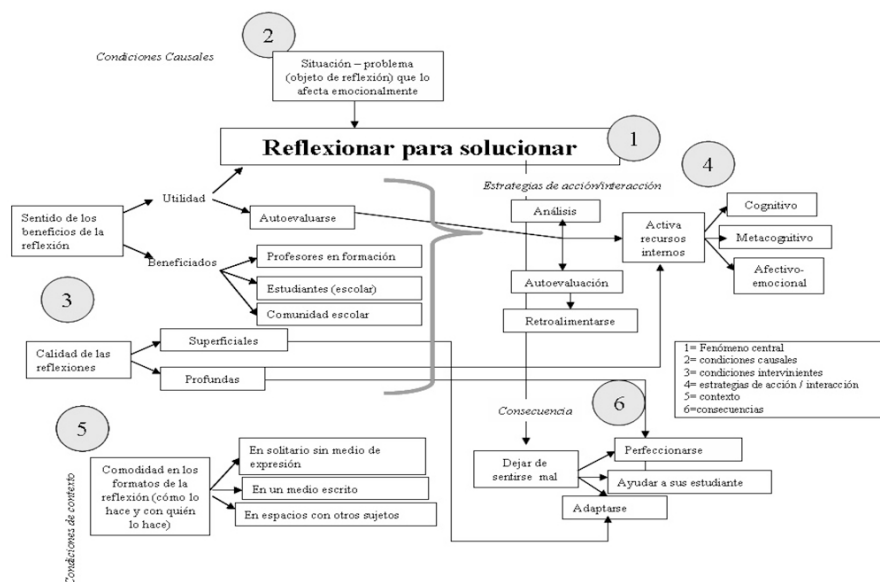 2
Condiciones Causales
Situación – problema
(objeto de reflexión) que lo
afecta emocionalmente
Reflexionar para solucionar
1
4
Estrategias de acción/interacción
Sentido de los
beneficios de la
reflexión
Utilidad
Autoevaluarse
Beneficiados
Profesores en formación
Estudiantes (escolar)
Comunidad escolar
Análisis
Autoevaluación
Retroalimentarse
Activa
recursos
internos
Cognitivo
Metacognitivo
Afectivo-
emocional
3
Calidad de las
reflexiones
Superficiales
Profundas
1= Fenómeno central
2= condiciones causales
3= condiciones intervinientes
4= estrategias de acción / interacción
5= contexto
6=consecuencias
Consecuencia
6
5
Condiciones de contexto
Comodidad en los
formatos de la
reflexión (cómo lo
hace y con quién
lo hace)
En solitario sin medio de
expresión
En un medio escrito
En espacios con otros sujetos
Dejar de
sentirse mal
Perfeccionarse
Ayudar a sus estudiante
Adaptarse